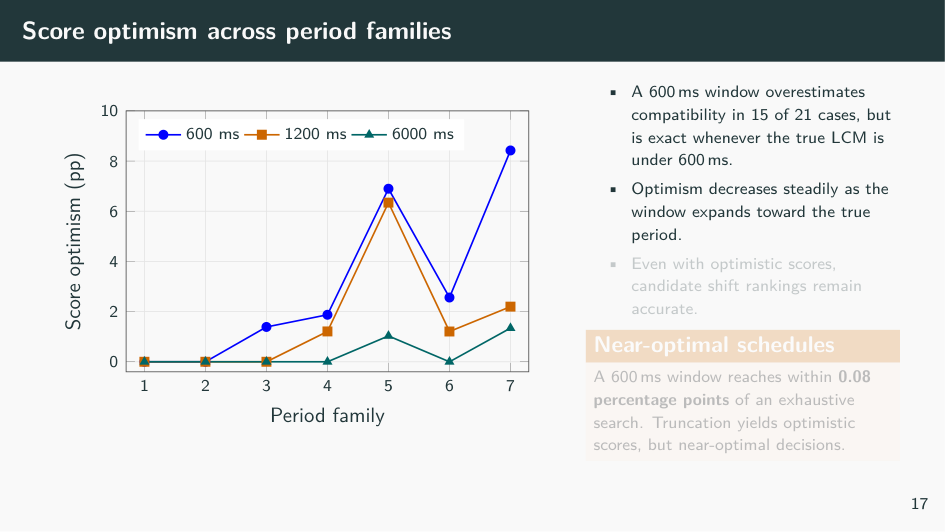 Score optimism across period families
10
8
6
4
2
0
Score optimism (pp)
600 ms
1200 ms
6000 ms
1 2 3 4 5 6 7
Period family
▪ A 600 ms window overestimates
compatibility in 15 of 21 cases, but
is exact whenever the true LCM is
under 600 ms.
▪ Optimism decreases steadily as the
window expands toward the true
period.
▪ Even with optimistic scores,
candidate shift rankings remain
accurate.
Near-optimal schedules
A 600 ms window reaches within 0.08
percentage points of an exhaustive
search. Truncation yields optimistic
scores, but near-optimal decisions.
17